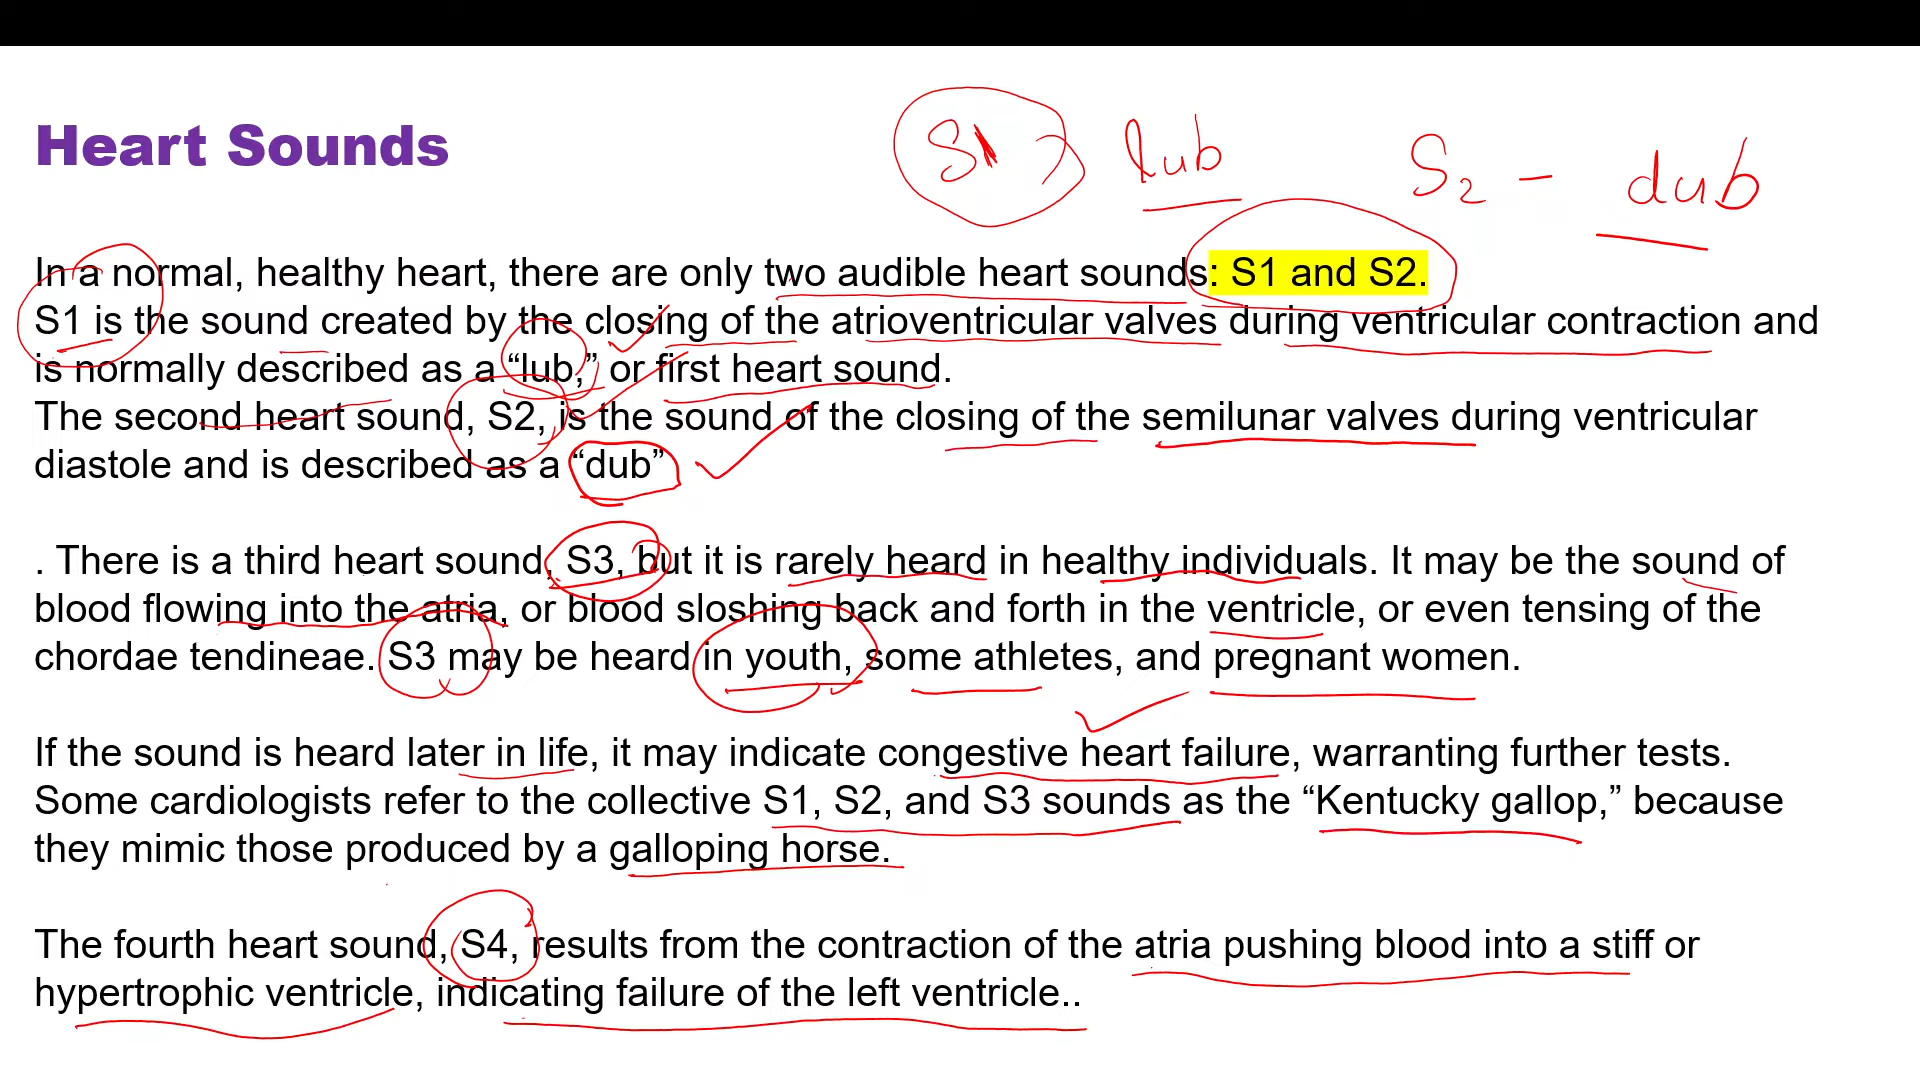 Heart Sounds
S1 > lub S2 - dub
In a normal, healthy heart, there are only two audible heart sounds: S1 and S2.
S1 is the sound created by the closing of the atrioventricular valves during ventricular contraction and
is normally described as a “lub,” or first heart sound.
The second heart sound, S2, is the sound of the closing of the semilunar valves during ventricular
diastole and is described as a “dub”
. There is a third heart sound, S3, but it is rarely heard in healthy individuals. It may be the sound of
blood flowing into the atria, or blood sloshing back and forth in the ventricle, or even tensing of the
chordae tendineae. S3 may be heard in youth, some athletes, and pregnant women.
If the sound is heard later in life, it may indicate congestive heart failure, warranting further tests.
Some cardiologists refer to the collective S1, S2, and S3 sounds as the “Kentucky gallop,” because
they mimic those produced by a galloping horse.
The fourth heart sound, S4, results from the contraction of the atria pushing blood into a stiff or
hypertrophic ventricle, indicating failure of the left ventricle..